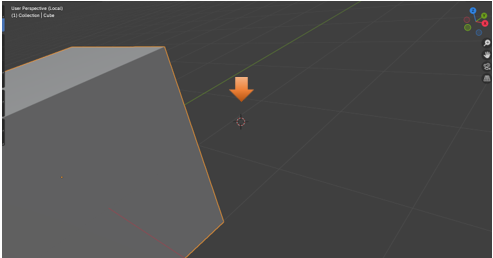 User Perspective (Local)
(1) Collection | Cube